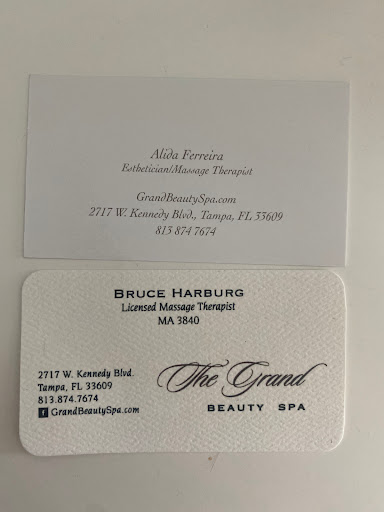 Alida Ferreira
Esthetician/Massage Therapist
GrandBeautySpa.com
2717 W. Kennedy Blvd., Tampa, FL 33609
813 874 7674
BRUCE HARBURG
Licensed Massage Therapist
MA 3840
2717 W. Kennedy Blvd.
Tampa, FL 33609
813.874.7674
f GrandBeautySpa.com
The Grand
BEAUTY SPA